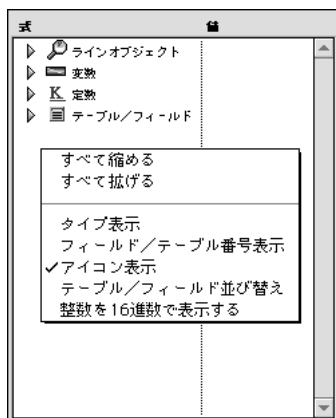 式 値
ラインオブジェクト
変数
K 定数
テーブル/フィールド
すべて縮める
すべて拡げる
タイプ表示
フィールド/テーブル番号表示
✓アイコン表示
テーブル/フィールド並び替え
整数を16進数で表示する